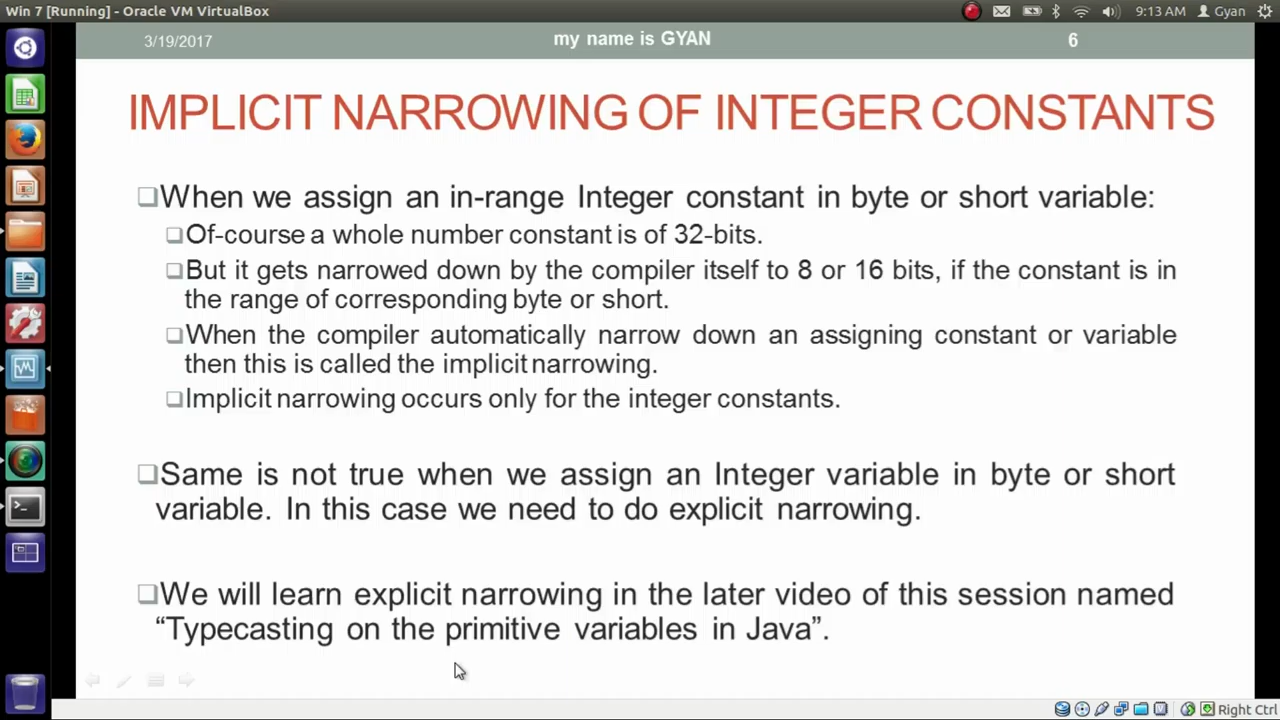 Win 7 [Running] - Oracle VM VirtualBox
9:13 AM
Gyan
3/19/2017
my name is GYAN
6
IMPLICIT NARROWING OF INTEGER CONSTANTS
When we assign an in-range Integer constant in byte or short variable:
Of-course a whole number constant is of 32-bits.
But it gets narrowed down by the compiler itself to 8 or 16 bits, if the constant is in
the range of corresponding byte or short.
When the compiler automatically narrow down an assigning constant or variable
then this is called the implicit narrowing.
Implicit narrowing occurs only for the integer constants.
Same is not true when we assign an Integer variable in byte or short
variable. In this case we need to do explicit narrowing.
We will learn explicit narrowing in the later video of this session named
“Typecasting on the primitive variables in Java”.
Right Ctrl